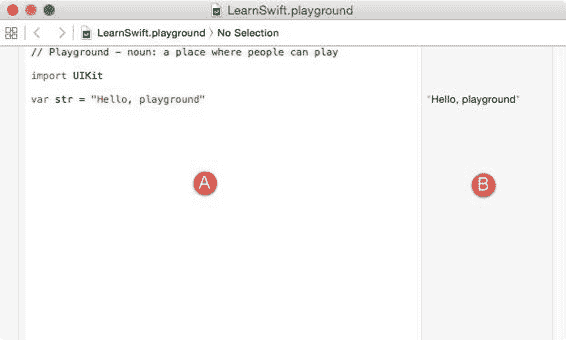 LearnSwift.playground
LearnSwift.playground 〉No Selection
// Playground – noun: a place where people can play
import UIKit
var str = "Hello, playground"
"Hello, playground"
A
B